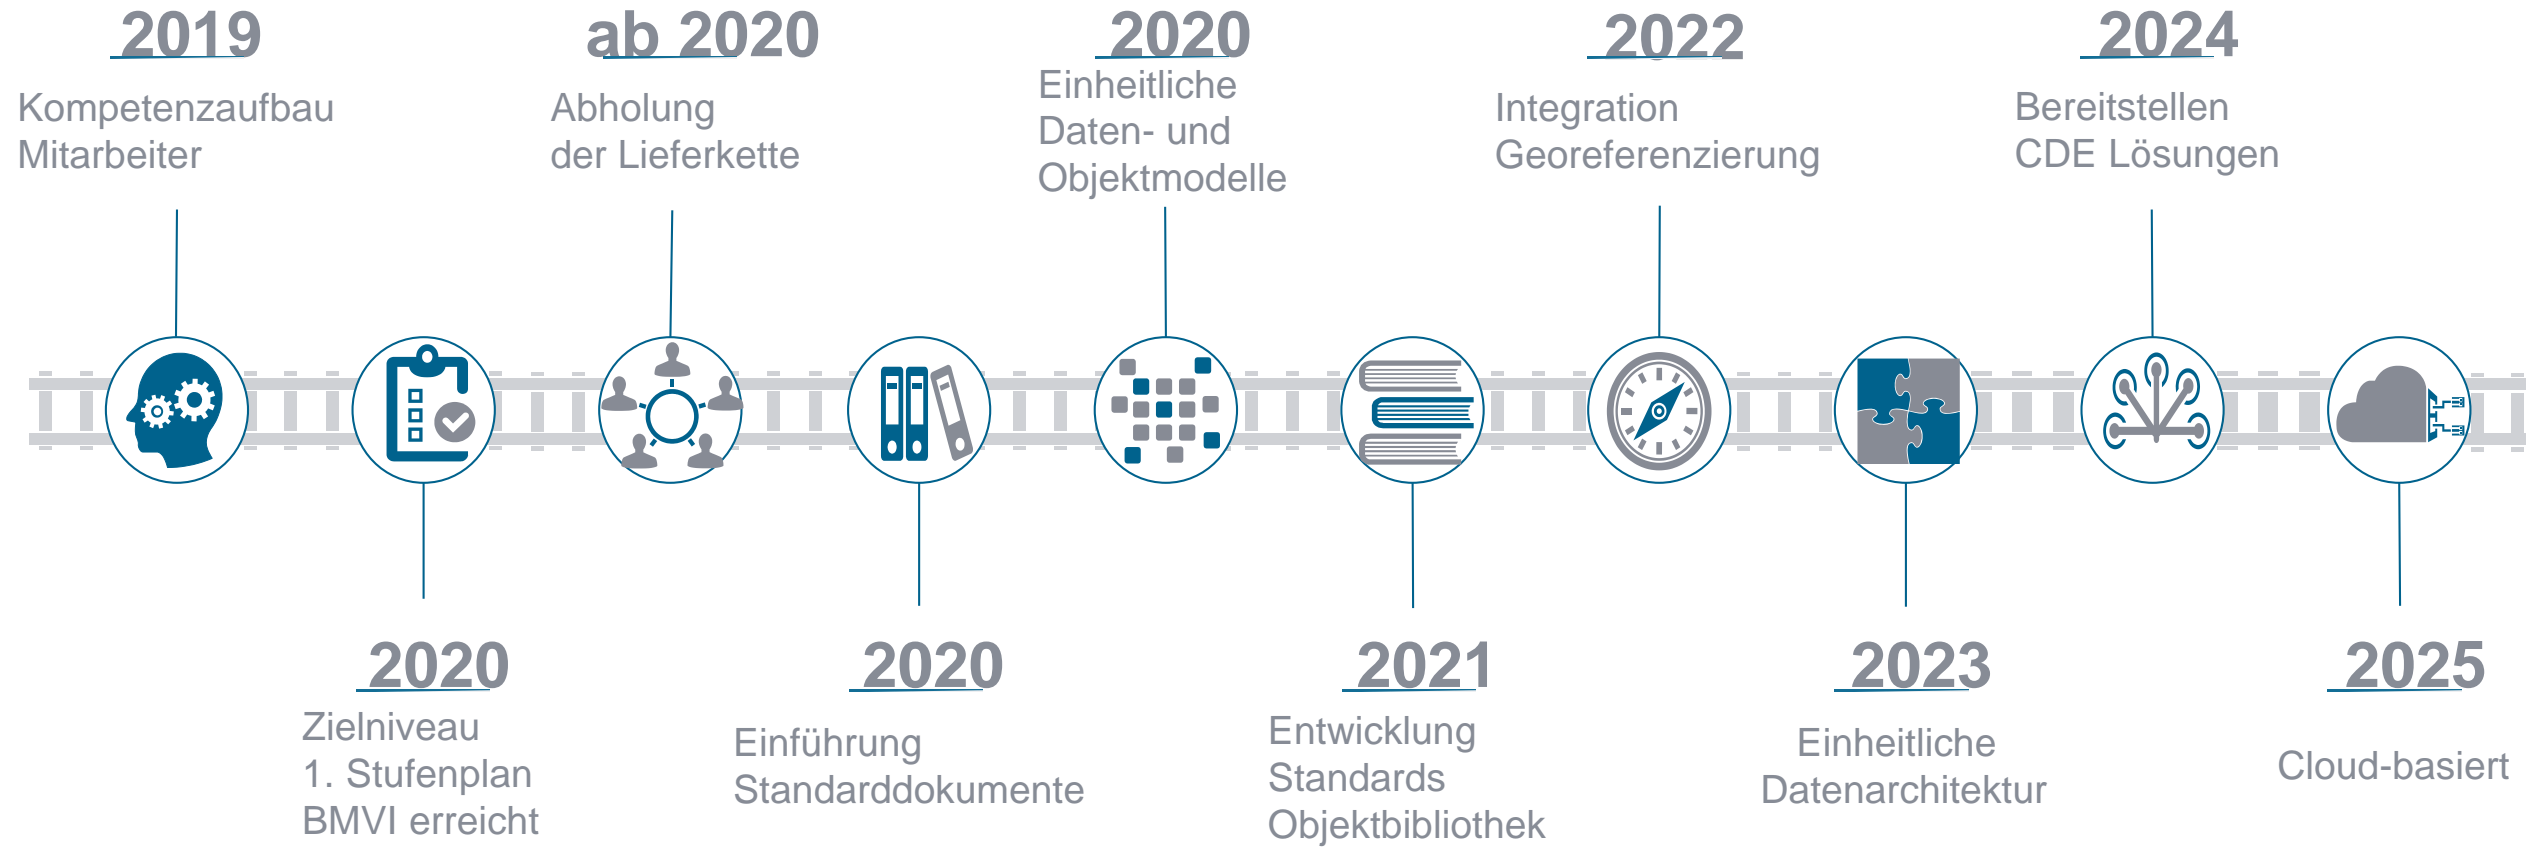 2019
Kompetenzaufbau
Mitarbeiter
2020
Zielniveau
1. Stufenplan
BMVI erreicht
ab 2020
Abholung
der Lieferkette
2020
Einführung
Standarddokumente
2020
Einheitliche
Daten- und
Objektmodelle
2021
Entwicklung
Standards
Objektbibliothek
2022
Integration
Georeferenzierung
2023
Einheitliche
Datenarchitektur
2024
Bereitstellen
CDE Lösungen
2025
Cloud-basiert